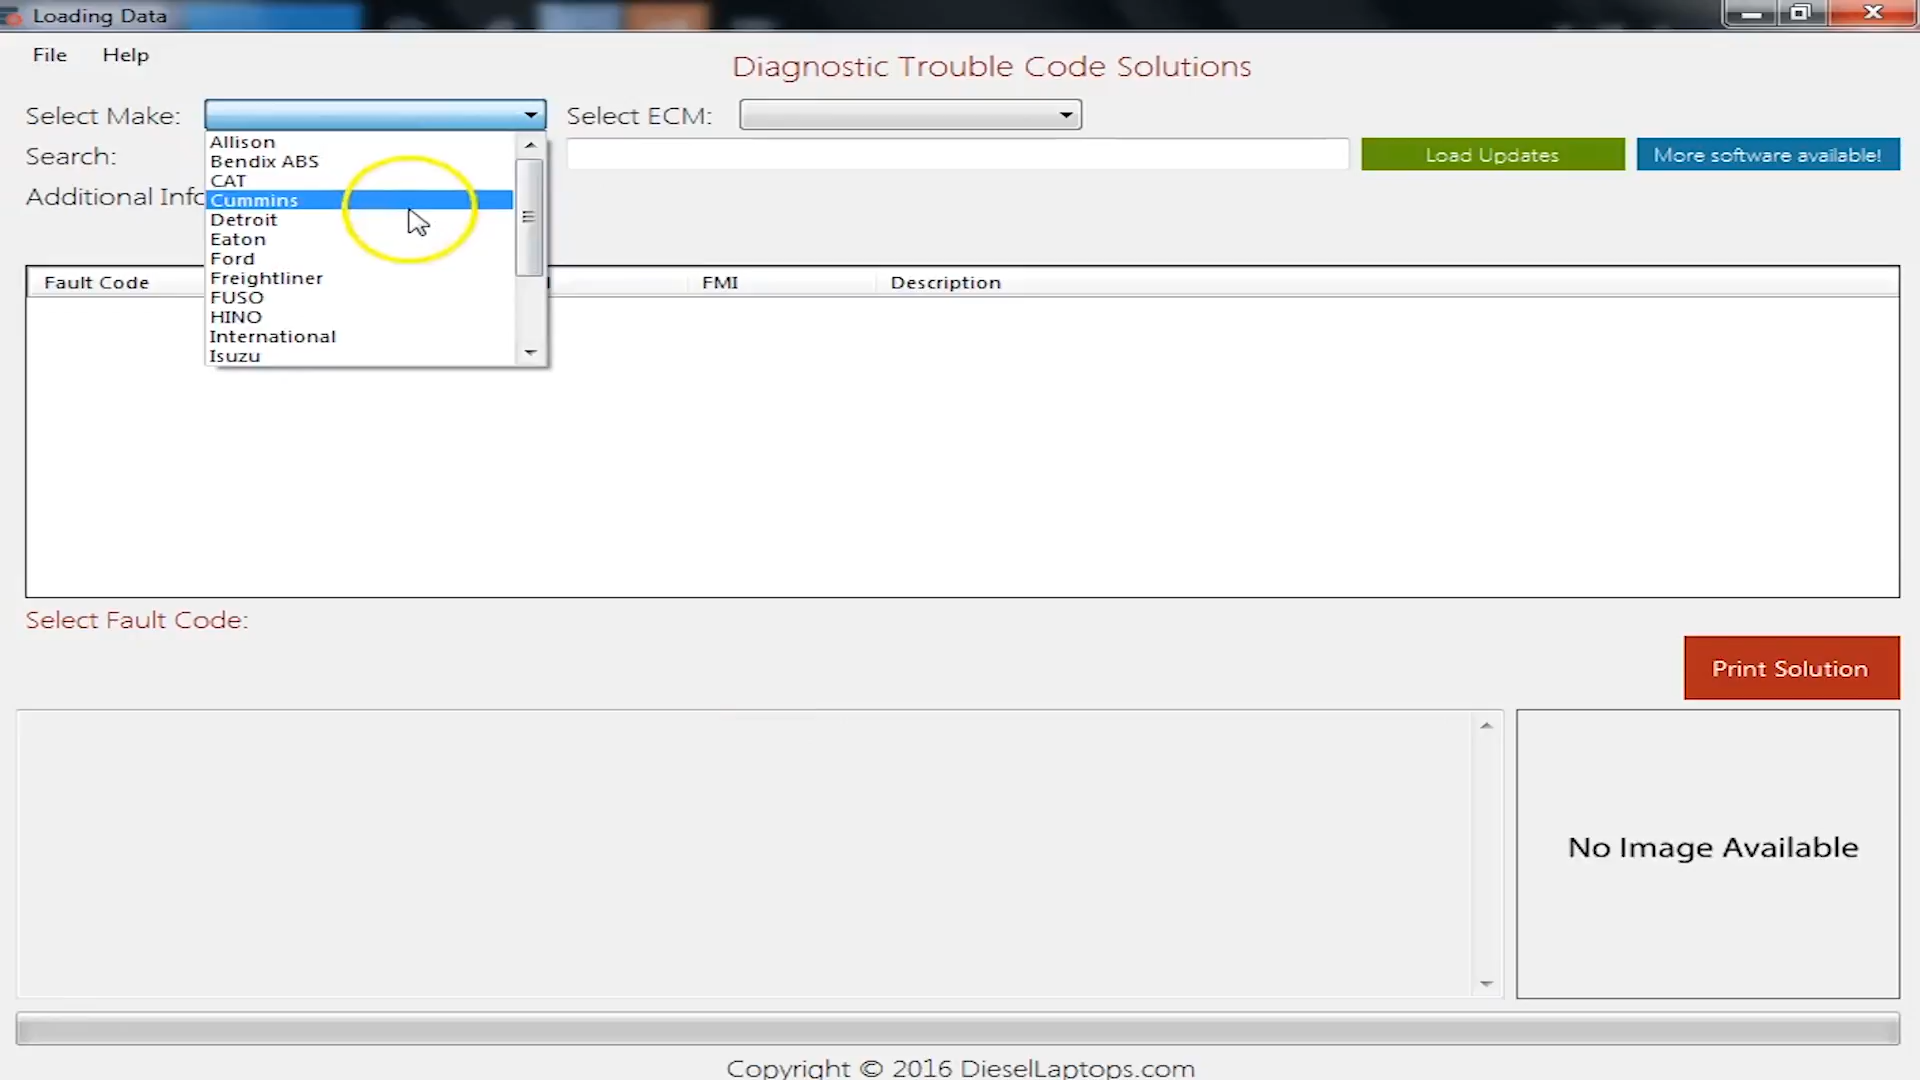 Loading Data
File Help
Diagnostic Trouble Code Solutions
Select Make: Select ECM:
Search: Load Updates More software available!
Additional Info
Allison
Bendix ABS
CAT
Cummins
Detroit
Eaton
Ford
Freightliner
FUSO
HINO
International
Isuzu
Fault Code FMI Description
Select Fault Code:
Print Solution
No Image Available
Copyright © 2016 DieselLaptops.com